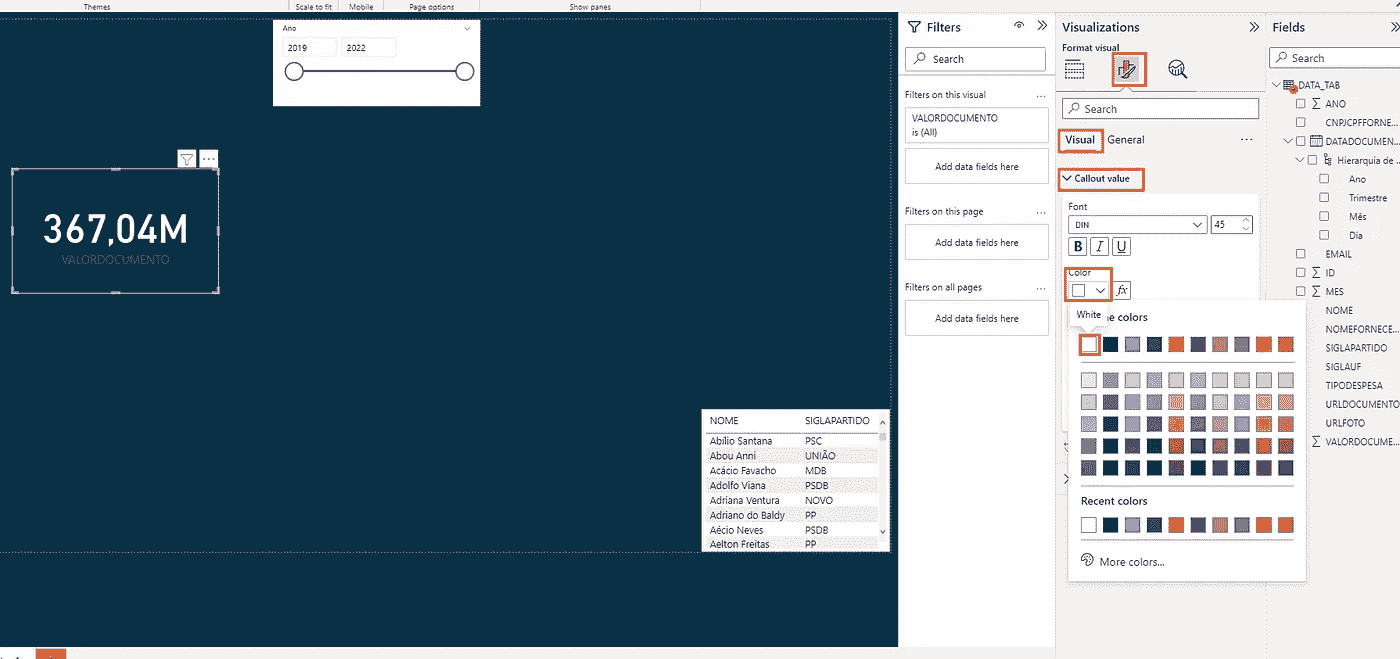 Themes
Scale to fit
Mobile
Page options
Show panes
Ano
2019
2022
367,04M
VALORDOCUMENTO
NOME SIGLAPARTIDO
Abílio Santana PSC
Abou Anni UNIÃO
Acácio Favacho MDB
Adolfo Viana PSDB
Adriana Ventura NOVO
Adriano do Baldy PP
Aécio Neves PSDB
Aelton Freitas PP
Filters
Search
Filters on this visual ...
VALORDOCUMENTO
is (All)
Add data fields here
Filters on this page ...
Add data fields here
Filters on all pages ...
Add data fields here
Visualizations
Format visual
Search
Visual General ...
Callout value
Font
DIN 45
B I U
Color
fx
White
e colors
Recent colors
More colors...
Fields
Search
DATA_TAB
ANO
CNPJCPFFORNE...
DATADOCUMEN...
Hierarquia de ...
Ano
Trimestre
Mês
Dia
EMAIL
ID
MES
NOME
NOMEFORNECE...
SIGLAPARTIDO
SIGLAUF
TIPODESPESA
URLDOCUMENTO
URLFOTO
VALORDOCUME...